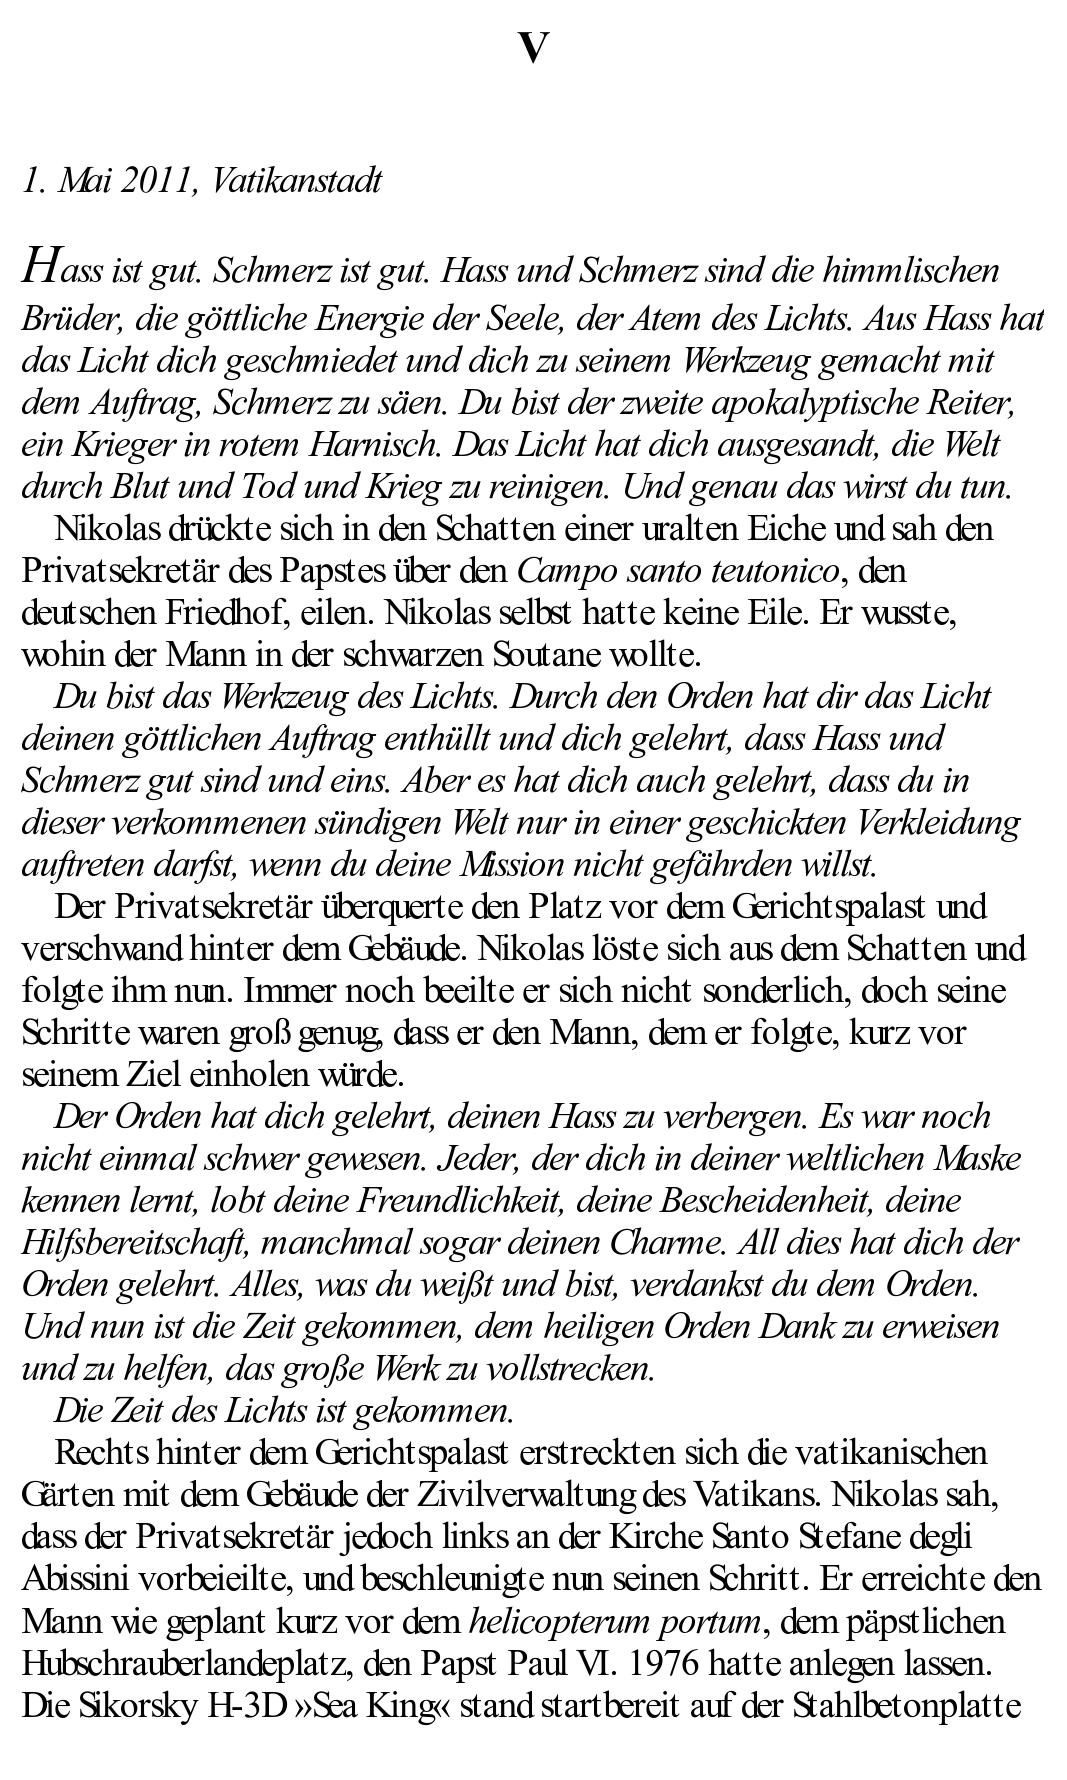 V
1. Mai 2011, Vatikanstadt
Hass ist gut. Schmerz ist gut. Hass und Schmerz sind die himmlischen
Brüder, die göttliche Energie der Seele, der Atem des Lichts. Aus Hass hat
das Licht dich geschmiedet und dich zu seinem Werkzeug gemacht mit
dem Auftrag, Schmerz zu säen. Du bist der zweite apokalyptische Reiter,
ein Krieger in rotem Harnisch. Das Licht hat dich ausgesandt, die Welt
durch Blut und Tod und Krieg zu reinigen. Und genau das wirst du tun.
Nikolas drückte sich in den Schatten einer uralten Eiche und sah den
Privatsekretär des Papstes über den Campo santo teutonico, den
deutschen Friedhof, eilen. Nikolas selbst hatte keine Eile. Er wusste,
wohin der Mann in der schwarzen Soutane wollte.
Du bist das Werkzeug des Lichts. Durch den Orden hat dir das Licht
deinen göttlichen Auftrag enthüllt und dich gelehrt, dass Hass und
Schmerz gut sind und eins. Aber es hat dich auch gelehrt, dass du in
dieser verkommenen sündigen Welt nur in einer geschickten Verkleidung
auftreten darfst, wenn du deine Mission nicht gefährden willst.
Der Privatsekretär überquerte den Platz vor dem Gerichtspalast und
verschwand hinter dem Gebäude. Nikolas löste sich aus dem Schatten und
folgte ihm nun. Immer noch beeilte er sich nicht sonderlich, doch seine
Schritte waren groß genug, dass er den Mann, dem er folgte, kurz vor
seinem Ziel einholen würde.
Der Orden hat dich gelehrt, deinen Hass zu verbergen. Es war noch
nicht einmal schwer gewesen. Jeder, der dich in deiner weltlichen Maske
kennen lernt, lobt deine Freundlichkeit, deine Bescheidenheit, deine
Hilfsbereitschaft, manchmal sogar deinen Charme. All dies hat dich der
Orden gelehrt. Alles, was du weißt und bist, verdankst du dem Orden.
Und nun ist die Zeit gekommen, dem heiligen Orden Dank zu erweisen
und zu helfen, das große Werk zu vollstrecken.
Die Zeit des Lichts ist gekommen.
Rechts hinter dem Gerichtspalast erstreckten sich die vatikanischen
Gärten mit dem Gebäude der Zivilverwaltung des Vatikans. Nikolas sah,
dass der Privatsekretär jedoch links an der Kirche Santo Stefane degli
Abissini vorbeieilte, und beschleunigte nun seinen Schritt. Er erreichte den
Mann wie geplant kurz vor dem helicopterum portum, dem päpstlichen
Hubschrauberlandeplatz, den Papst Paul VI. 1976 hatte anlegen lassen.
Die Sikorsky H-3D »Sea King« stand startbereit auf der Stahlbetonplatte